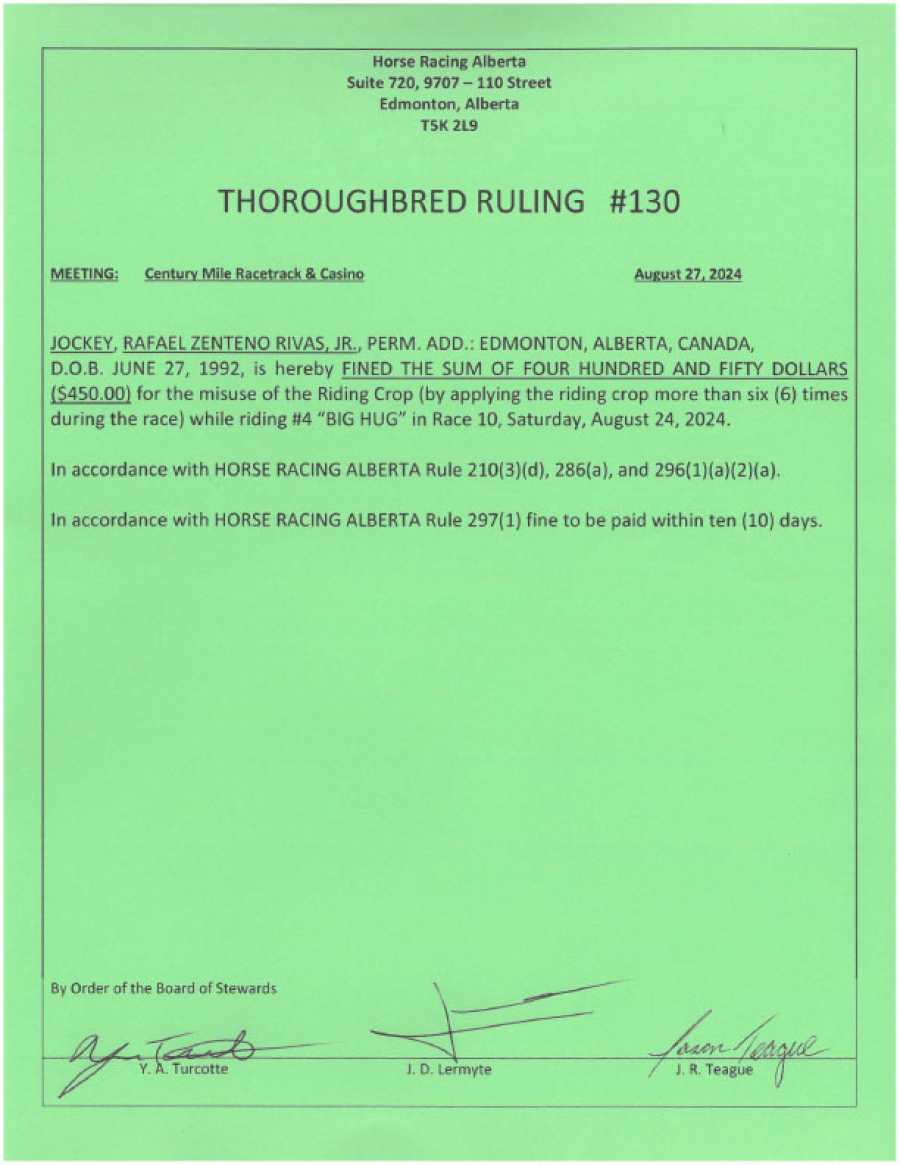 Horse Racing Alberta
Suite 720, 9707 – 110 Street
Edmonton, Alberta
T5K 2L9
THOROUGHBRED RULING #130
MEETING: Century Mile Racetrack & Casino August 27, 2024
JOCKEY, RAFAEL ZENTENO RIVAS, JR., PERM. ADD.: EDMONTON, ALBERTA, CANADA,
D.O.B. JUNE 27, 1992, is hereby FINED THE SUM OF FOUR HUNDRED AND FIFTY DOLLARS
($450.00) for the misuse of the Riding Crop (by applying the riding crop more than six (6) times
during the race) while riding #4 “BIG HUG” in Race 10, Saturday, August 24, 2024.
In accordance with HORSE RACING ALBERTA Rule 210(3)(d), 286(a), and 296(1)(a)(2)(a).
In accordance with HORSE RACING ALBERTA Rule 297(1) fine to be paid within ten (10) days.
By Order of the Board of Stewards
Jason Teague
Y. A. Turcotte J. D. Lermyte J. R. Teague